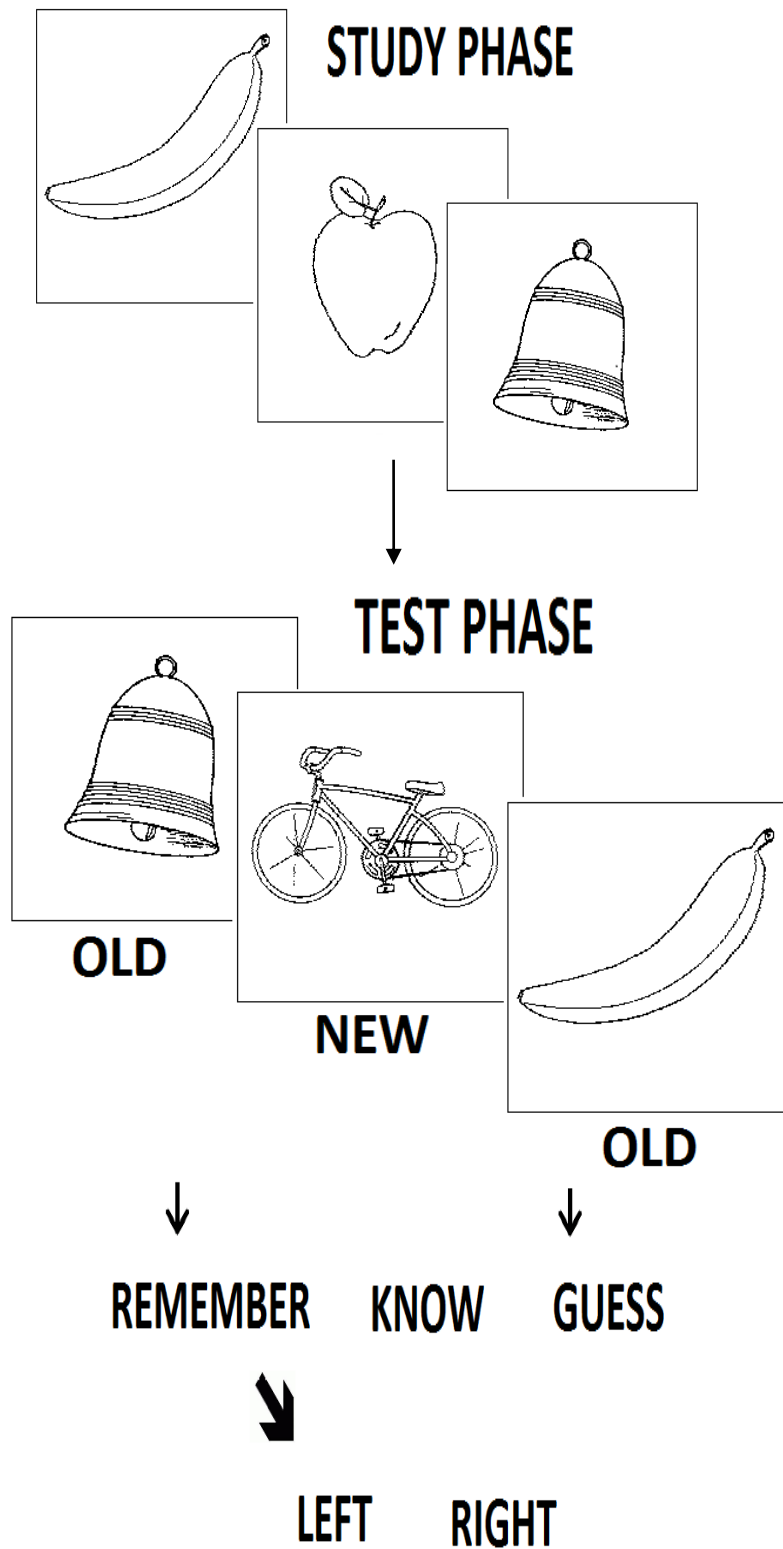 STUDY PHASE
TEST PHASE
OLD
NEW
OLD
REMEMBER KNOW GUESS
LEFT RIGHT